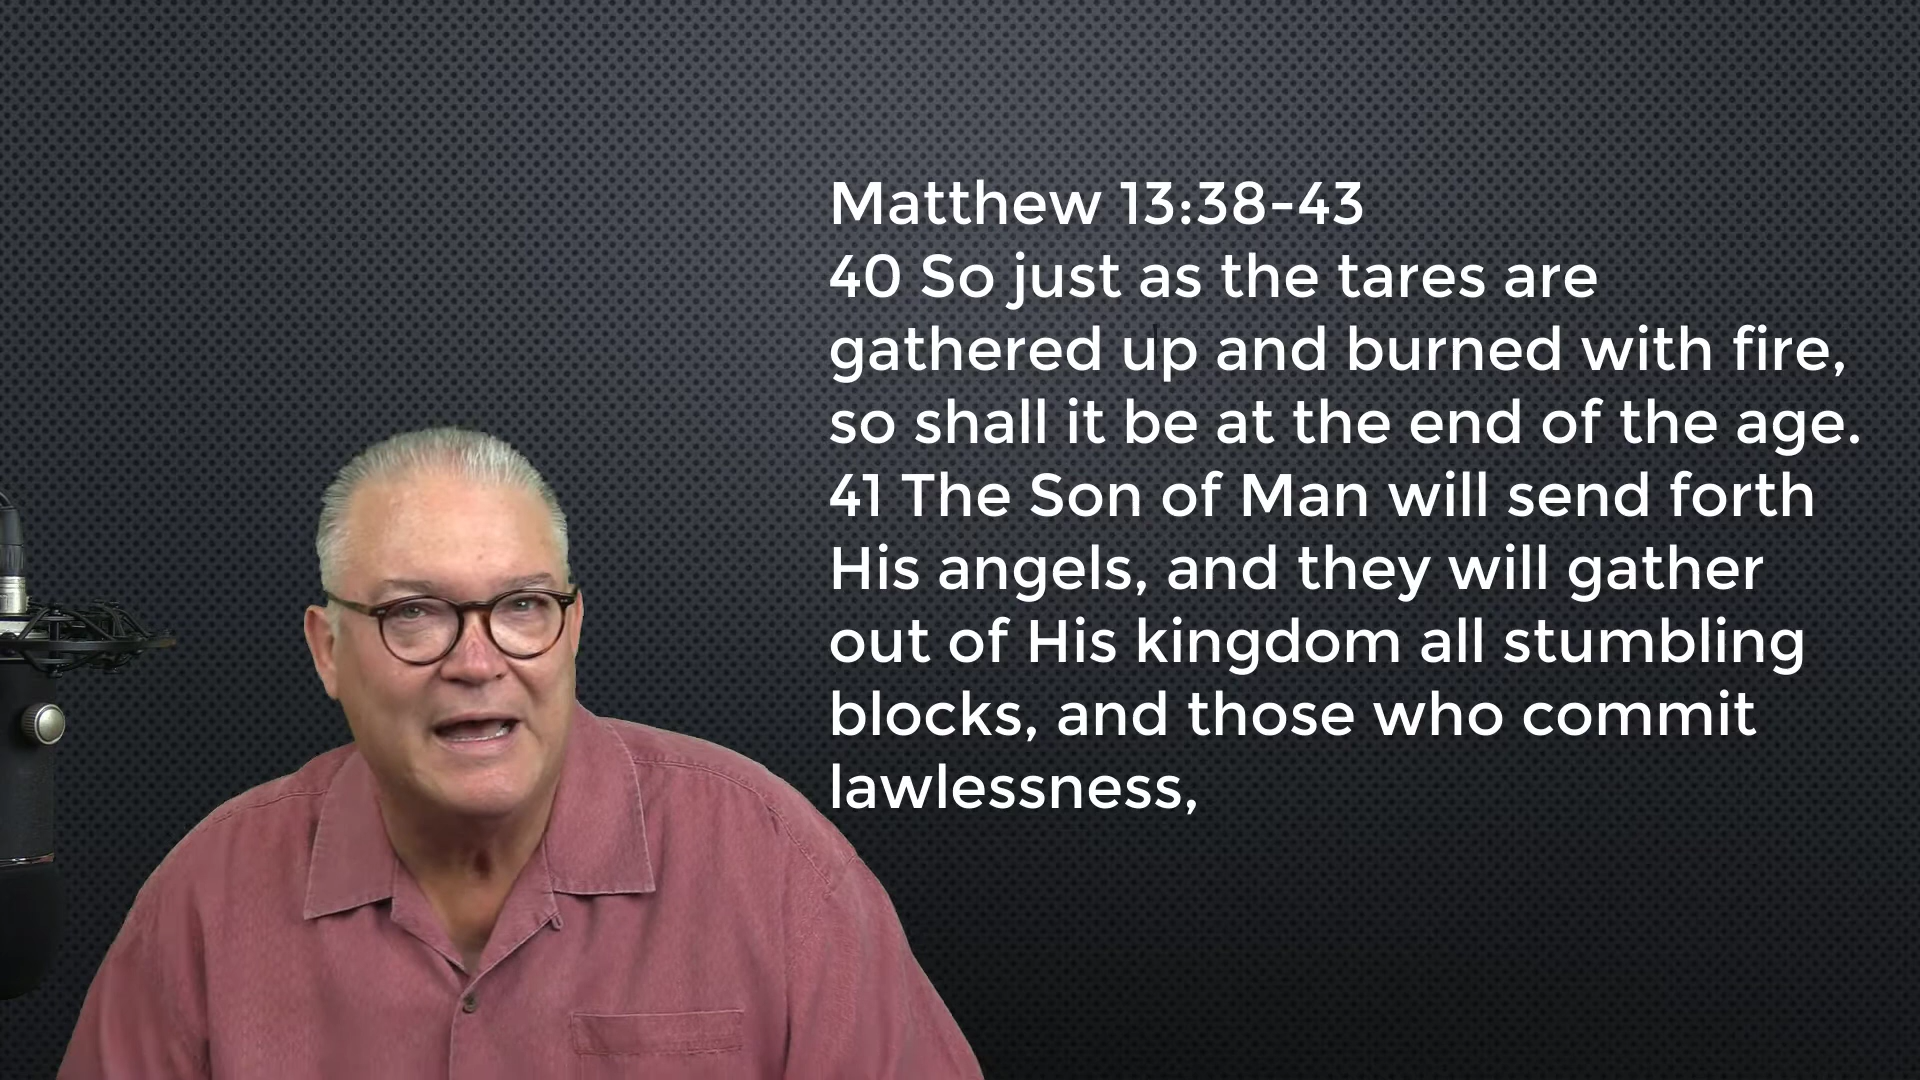 Matthew 13:38-43
40 So just as the tares are
gathered up and burned with fire,
so shall it be at the end of the age.
41 The Son of Man will send forth
His angels, and they will gather
out of His kingdom all stumbling
blocks, and those who commit
lawlessness,